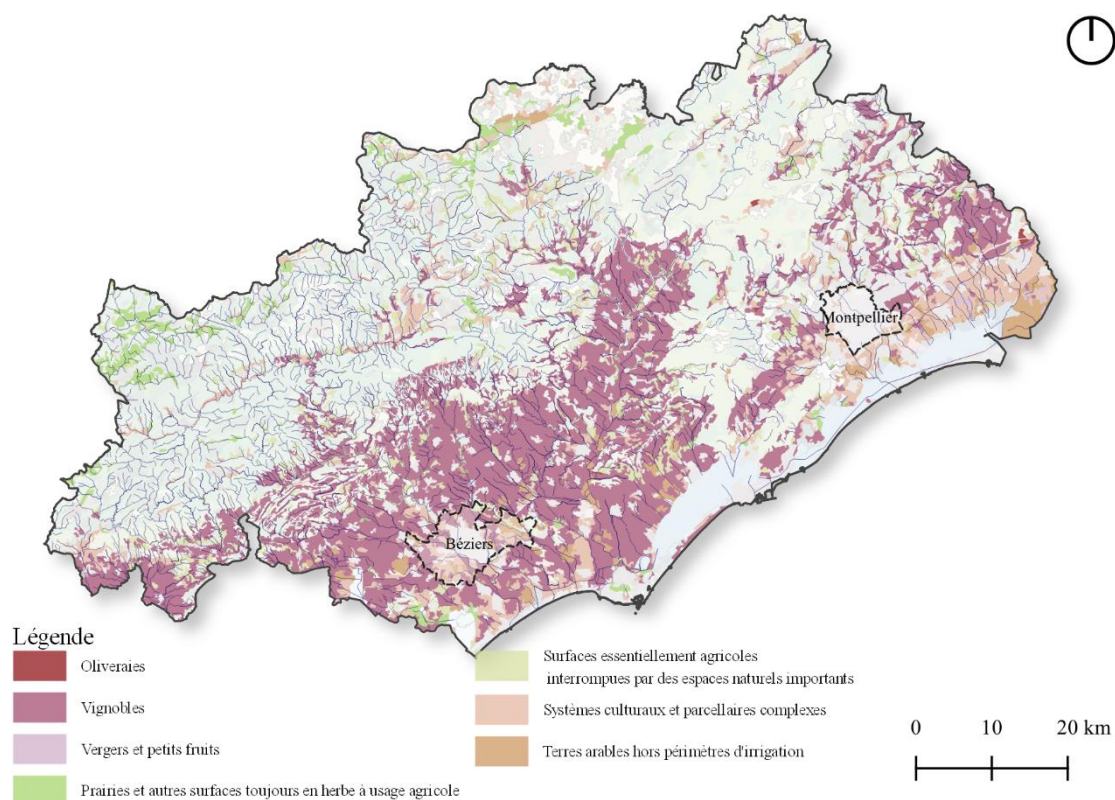 Montpellier
Béziers
Légende
Oliveraies
Vignobles
Vergers et petits fruits
Prairies et autres surfaces toujours en herbe à usage agricole
Surfaces essentiellement agricoles
interrompues par des espaces naturels importants
Systèmes culturaux et parcellaires complexes
Terres arables hors périmètres d'irrigation
0 10 20 km